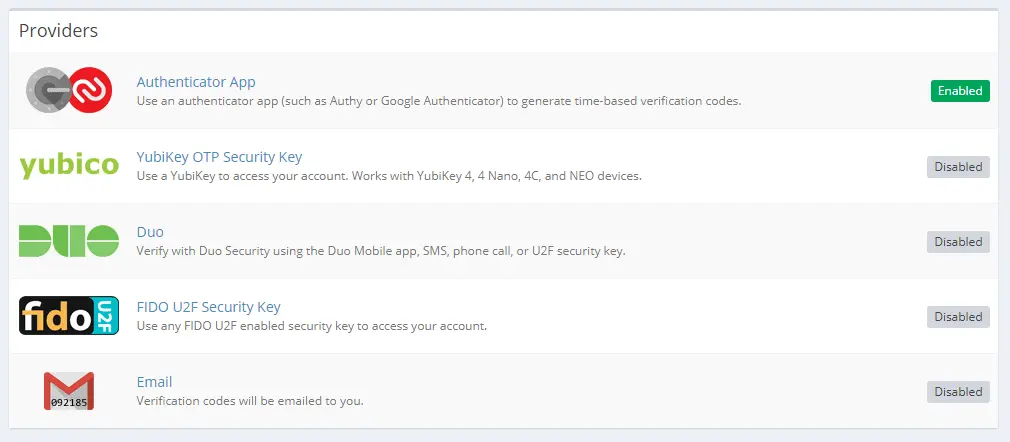 Providers
Authenticator App
Use an authenticator app (such as Authy or Google Authenticator) to generate time-based verification codes.
Enabled
yubico
YubiKey OTP Security Key
Use a YubiKey to access your account. Works with YubiKey 4, 4 Nano, 4C, and NEO devices.
Disabled
DUO
Duo
Verify with Duo Security using the Duo Mobile app, SMS, phone call, or U2F security key.
Disabled
fido U2F
FIDO U2F Security Key
Use any FIDO U2F enabled security key to access your account.
Disabled
092185
Email
Verification codes will be emailed to you.
Disabled